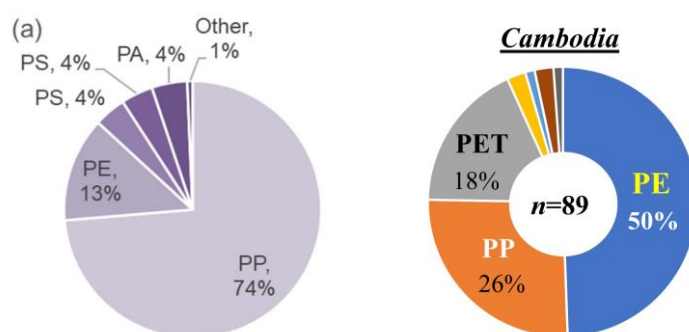 (a)
Other,
1%
PA, 4%
PS, 4%
PS, 4%
PE,
13%
PP,
74%
Cambodia
PET
18%
PE
50%
n=89
PP
26%